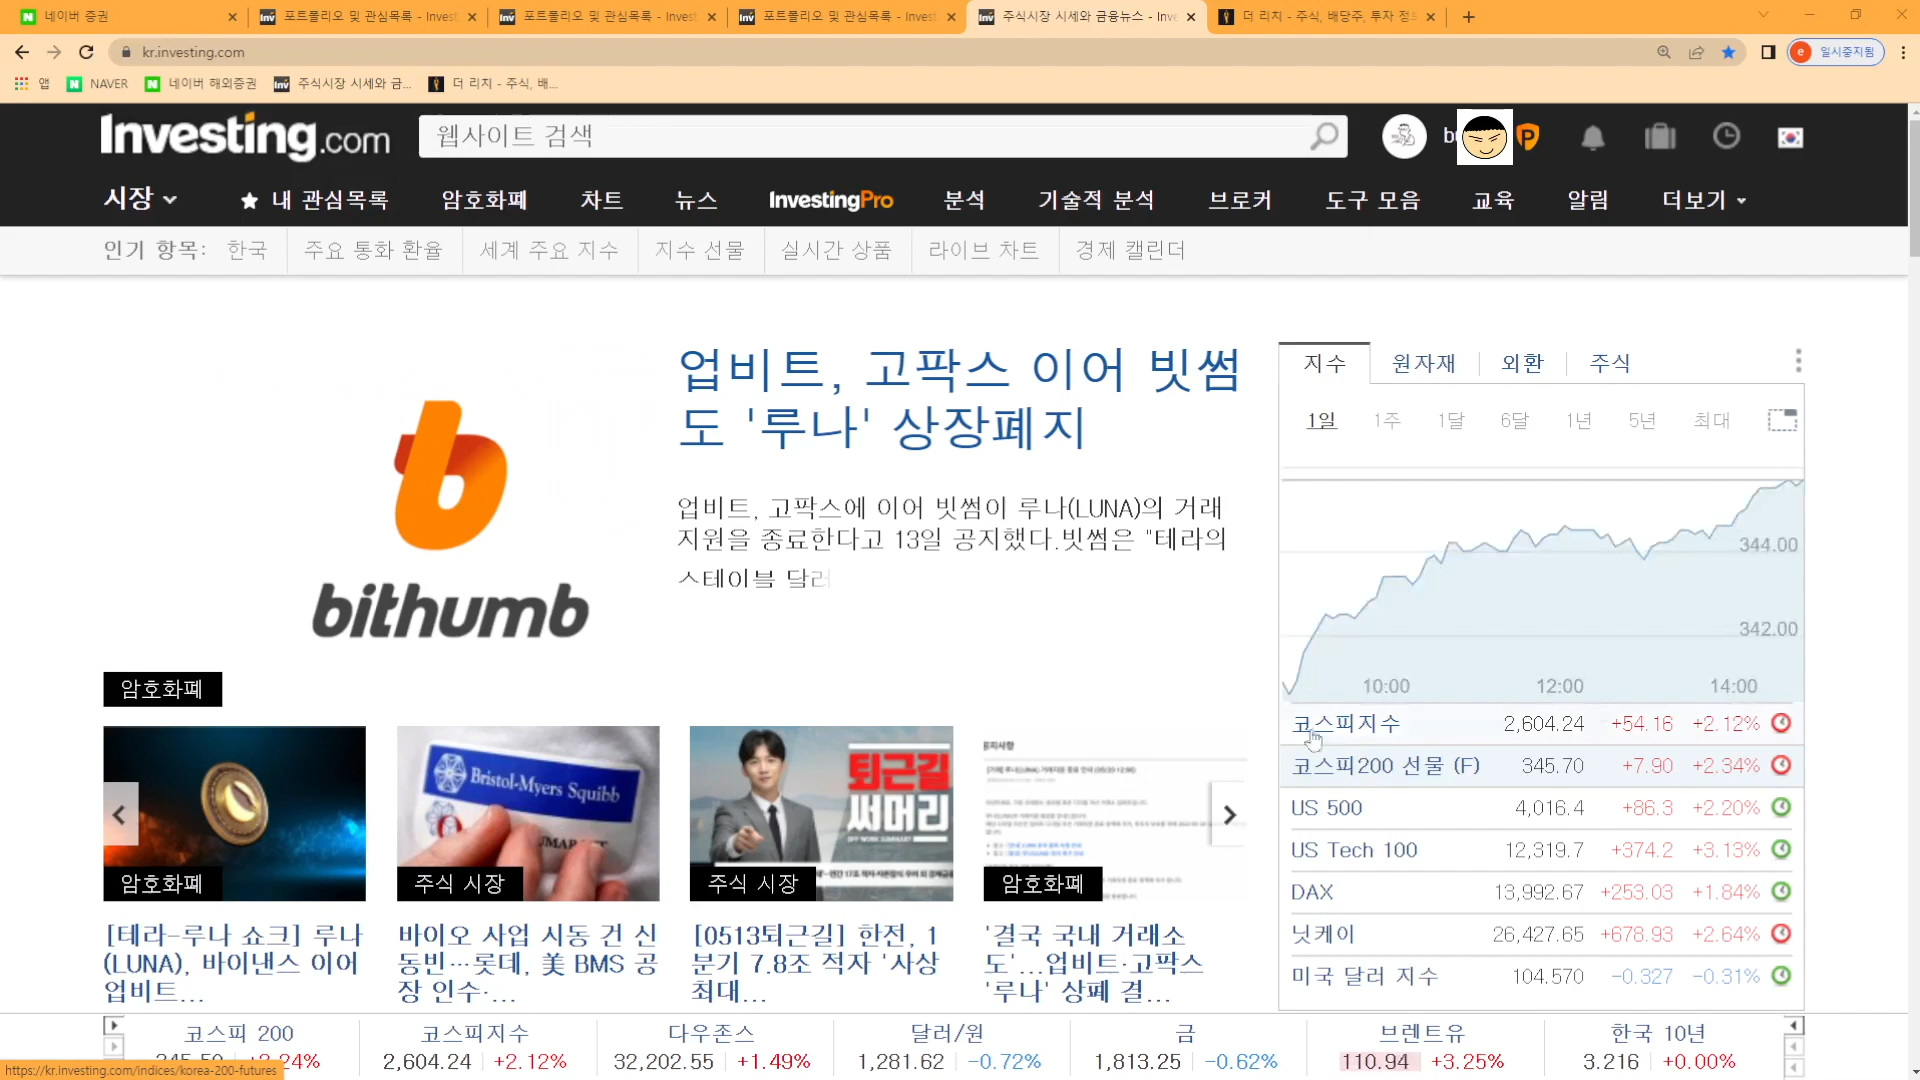 네이버 증권
포트폴리오 및 관심목록 - Invest
포트폴리오 및 관심목록 - Invest
포트폴리오 및 관심목록 - Invest
주식시장 시세와 금융뉴스 - Inve
더 리치 - 주식, 배당주, 투자 정
kr.investing.com
일시중지됨
앱
NAVER
네이버 해외증권
주식시장 시세와 금...
더 리치 - 주식, 배...
Investing.com
웹사이트 검색
시장
내 관심목록
암호화폐
차트
뉴스
InvestingPro
분석
기술적 분석
브로커
도구 모음
교육
알림
더보기
인기 항목:
한국
주요 통화 환율
세계 주요 지수
지수 선물
실시간 상품
라이브 차트
경제 캘린더
업비트, 고팍스 이어 빗썸
도 '루나' 상장폐지
업비트, 고팍스에 이어 빗썸이 루나(LUNA)의 거래
지원을 종료한다고 13일 공지했다.빗썸은 "테라의
스테이블 달러
bithumb
암호화폐
지수
원자재
외환
주식
1일
1주
1달
6달
1년
5년
최대
344.00
342.00
10:00
12:00
14:00
코스피지수 2,604.24 +54.16 +2.12%
코스피200 선물 (F) 345.70 +7.90 +2.34%
US 500 4,016.4 +86.3 +2.20%
US Tech 100 12,319.7 +374.2 +3.13%
DAX 13,992.67 +253.03 +1.84%
닛케이 26,427.65 +678.93 +2.64%
미국 달러 지수 104.570 -0.327 -0.31%
암호화폐
[테라-루나 쇼크] 루나
(LUNA), 바이낸스 이어
업비트...
Bristol-Myers Squibb
주식 시장
바이오 사업 시동 건 신
동빈…롯데, 美 BMS 공
장 인수·...
퇴근길
써머리
주식 시장
[0513퇴근길] 한전, 1
분기 7.8조 적자 '사상
최대...
암호화폐
'결국 국내 거래소
도'...업비트·고팍스
'루나' 상폐 결...
코스피 200
345.50 +2.24%
코스피지수
2,604.24 +2.12%
다우존스
32,202.55 +1.49%
달러/원
1,281.62 -0.72%
금
1,813.25 -0.62%
브렌트유
110.94 +3.25%
한국 10년
3.216 +0.00%
https://kr.investing.com/indices/korea-200-futures